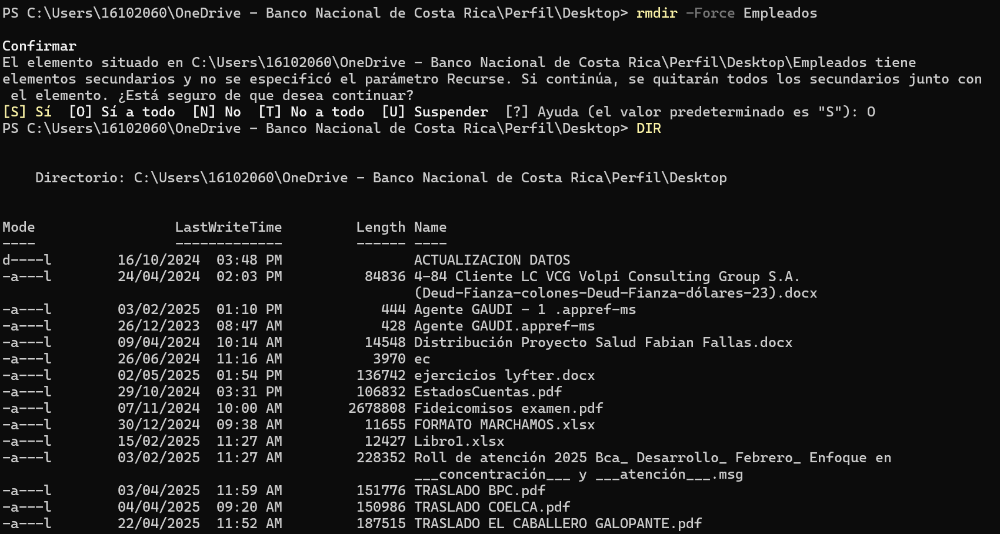 PS C:\Users\16102060\OneDrive - Banco Nacional de Costa Rica\Perfil\Desktop> rmdir -Force Empleados
Confirmar
El elemento situado en C:\Users\16102060\OneDrive - Banco Nacional de Costa Rica\Perfil\Desktop\Empleados tiene
elementos secundarios y no se especificó el parámetro Recurse. Si continúa, se quitarán todos los secundarios junto con
 el elemento. ¿Está seguro de que desea continuar?
[S] Sí  [O] Sí a todo  [N] No  [T] No a todo  [U] Suspender  [?] Ayuda (el valor predeterminado es "S"): O
PS C:\Users\16102060\OneDrive - Banco Nacional de Costa Rica\Perfil\Desktop> DIR
    Directorio: C:\Users\16102060\OneDrive - Banco Nacional de Costa Rica\Perfil\Desktop
Mode                 LastWriteTime         Length Name
----                 -------------         ------ ----
d----l        16/10/2024  03:48 PM                ACTUALIZACION DATOS
-a---l        24/04/2024  02:03 PM          84836 4-84 Cliente LC VCG Volpi Consulting Group S.A.
                                                  (Deud-Fianza-colones-Deud-Fianza-dólares-23).docx
-a---l        03/02/2025  01:10 PM            444 Agente GAUDI - 1 .appref-ms
-a---l        26/12/2023  08:47 AM            428 Agente GAUDI.appref-ms
-a---l        09/04/2024  10:14 AM          14548 Distribución Proyecto Salud Fabian Fallas.docx
-a---l        26/06/2024  11:16 AM           3970 ec
-a---l        02/05/2025  01:54 PM         136742 ejercicios lyfter.docx
-a---l        29/10/2024  03:31 PM         106832 EstadosCuentas.pdf
-a---l        07/11/2024  10:00 AM        2678808 Fideicomisos examen.pdf
-a---l        30/12/2024  09:38 AM          11655 FORMATO MARCHAMOS.xlsx
-a---l        15/02/2025  11:27 AM          12427 Libro1.xlsx
-a---l        03/02/2025  11:27 AM         228352 Roll de atención 2025 Bca_ Desarrollo_ Febrero_ Enfoque en
                                                  ___concentración___ y ___atención___.msg
-a---l        03/04/2025  11:59 AM         151776 TRASLADO BPC.pdf
-a---l        04/04/2025  09:20 AM         150986 TRASLADO COELCA.pdf
-a---l        22/04/2025  11:52 AM         187515 TRASLADO EL CABALLERO GALOPANTE.pdf